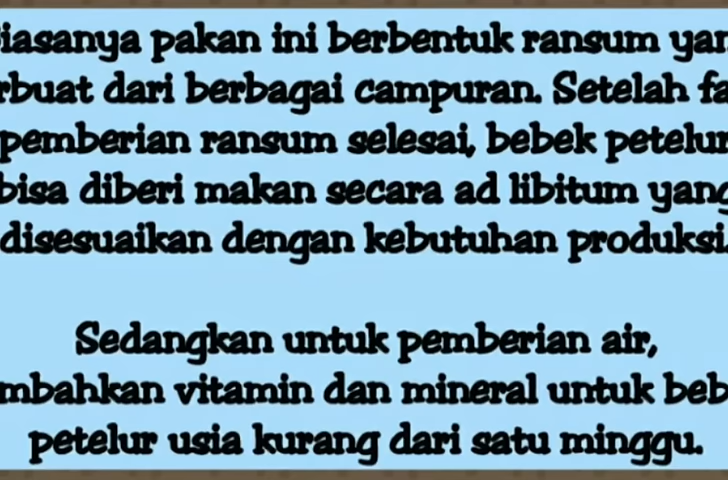 iasanya pakan ini berbentuk ransum yan
rbuat dari berbagai campuran. Setelah fa
pemberian ransum selesai, bebek petelur
bisa diberi makan secara ad libitum yang
disesuaikan dengan kebutuhan produksi.
Sedangkan untuk pemberian air,
mbahkan vitamin dan mineral untuk beb
petelur usia kurang dari satu minggu.